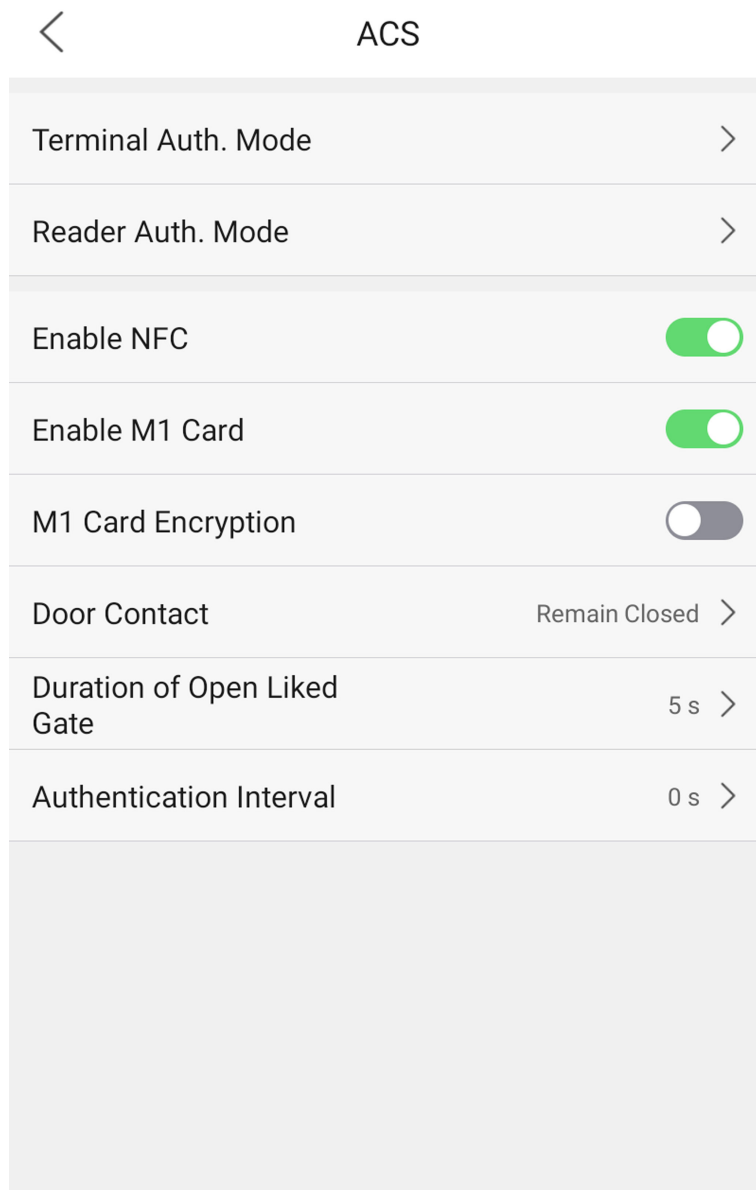 ACS
Terminal Auth. Mode
Reader Auth. Mode
Enable NFC
Enable M1 Card
M1 Card Encryption
Door Contact Remain Closed
Duration of Open Liked
Gate 5 s
Authentication Interval 0 s